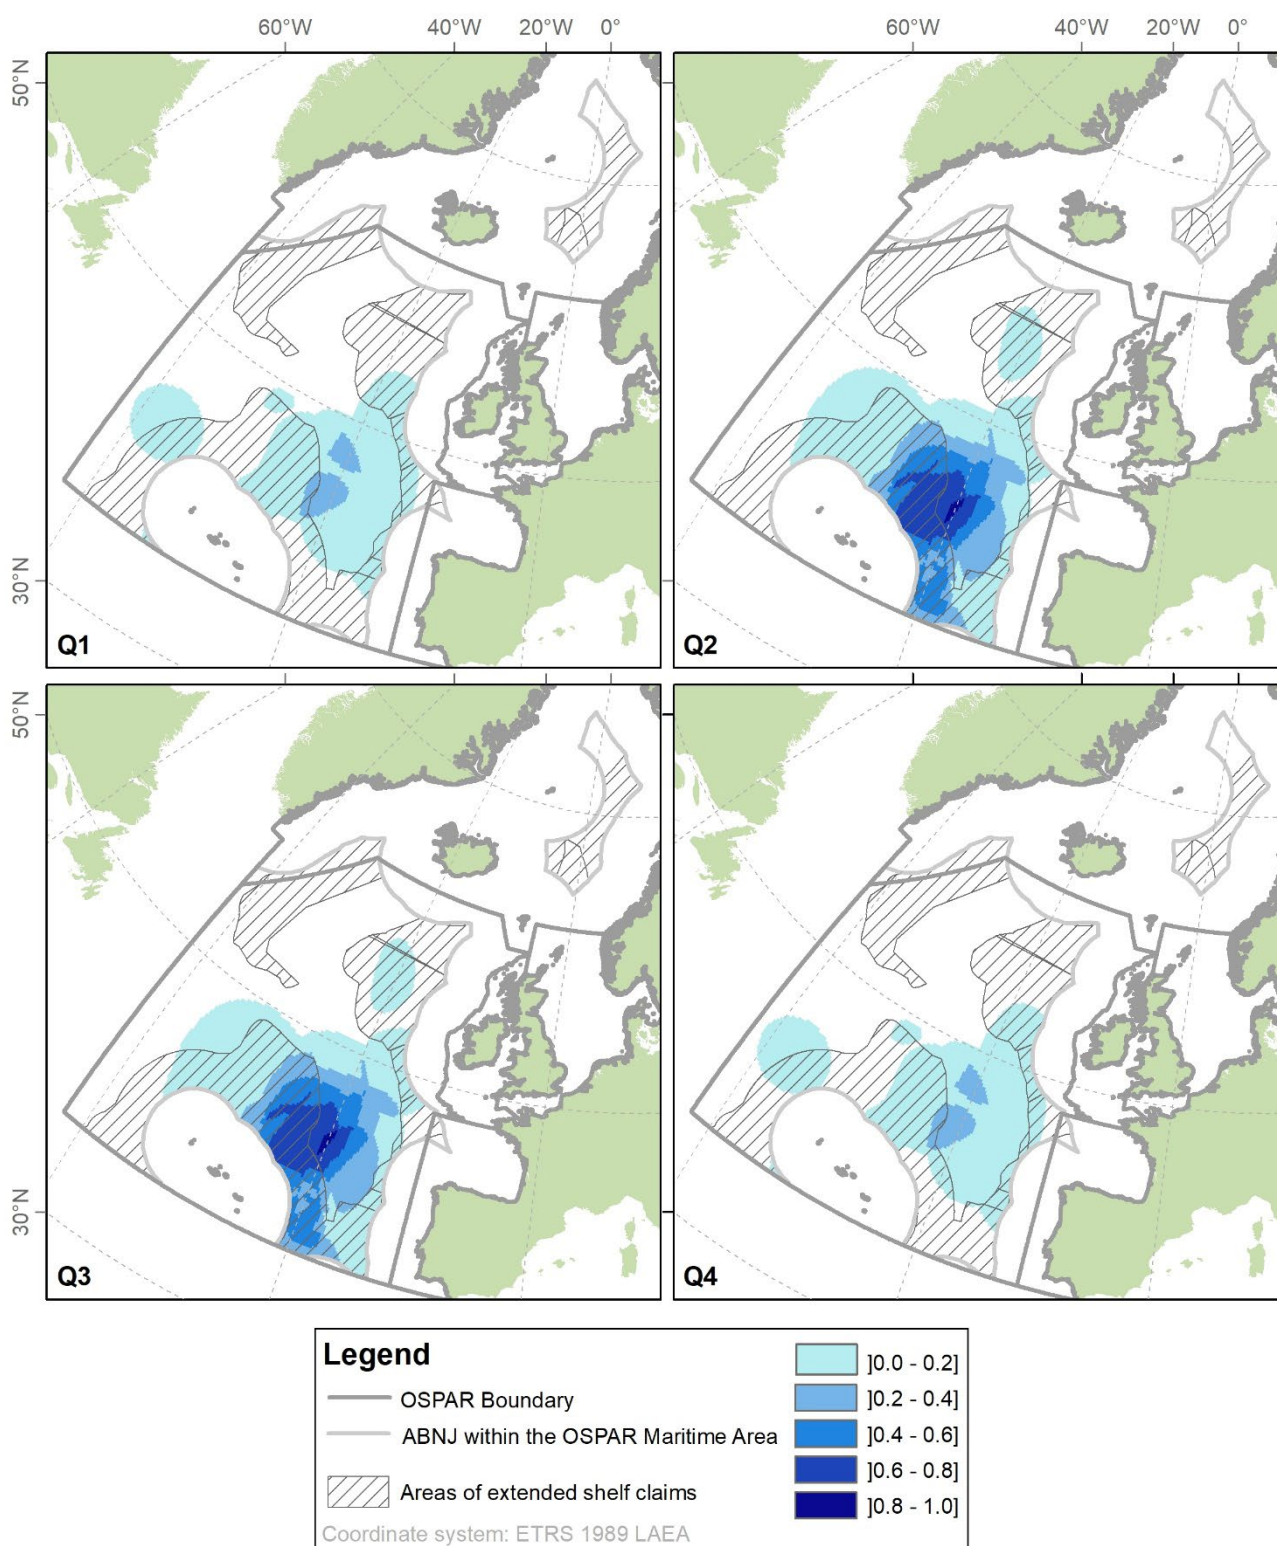 60°W 40°W 20°W 0° 60°W 40°W 20°W 0°
50°N
30°N
Q1 Q2
50°N
30°N
Q3 Q4
Legend
OSPAR Boundary
ABNJ within the OSPAR Maritime Area
Areas of extended shelf claims
Coordinate system: ETRS 1989 LAEA
]0.0 - 0.2]
]0.2 - 0.4]
]0.4 - 0.6]
]0.6 - 0.8]
]0.8 - 1.0]